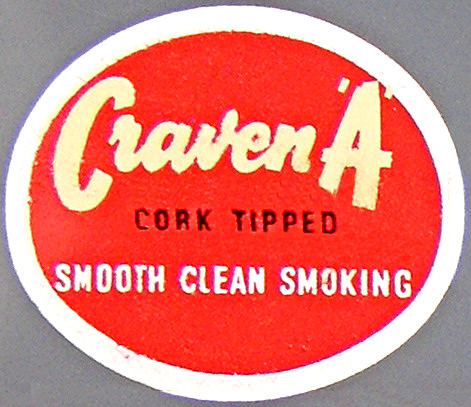 Craven 'A'
CORK TIPPED
SMOOTH CLEAN SMOKING